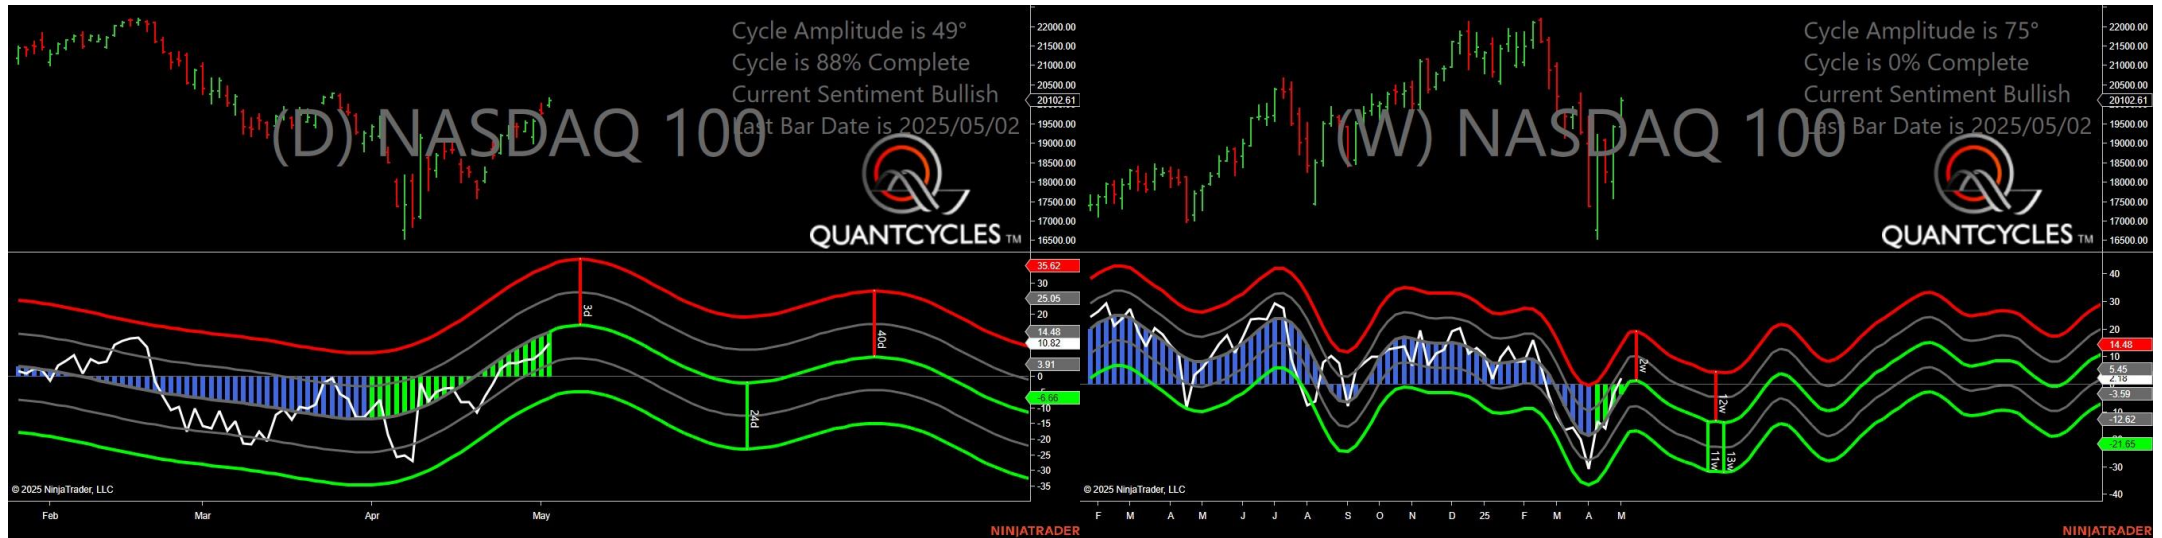 Cycle Amplitude is 49°
Cycle is 88% Complete
Current Sentiment Bullish
Last Bar Date is 2025/05/02
(D) NASDAQ 100
QUANTCYCLES TM
22000.00
21500.00
21000.00
20500.00
20102.61
19500.00
19000.00
18500.00
18000.00
17500.00
17000.00
16500.00
35.62
30
25.05
20
14.48
10.82
3.91
0
-6.66
-10
-15
-20
-25
-30
-35
3d
40d
24d
© 2025 NinjaTrader, LLC
Feb Mar Apr May
NINJATRADER
Cycle Amplitude is 75°
Cycle is 0% Complete
Current Sentiment Bullish
Last Bar Date is 2025/05/02
(W) NASDAQ 100
QUANTCYCLES TM
22000.00
21500.00
21000.00
20500.00
20102.61
19500.00
19000.00
18500.00
18000.00
17500.00
17000.00
16500.00
40
30
20
14.48
10
5.45
2.18
-3.59
-12.62
-21.65
-30
-40
2w
12w
11w
13w
© 2025 NinjaTrader, LLC
F M A M J J A S O N D 25 F M A M
NINJATRADER